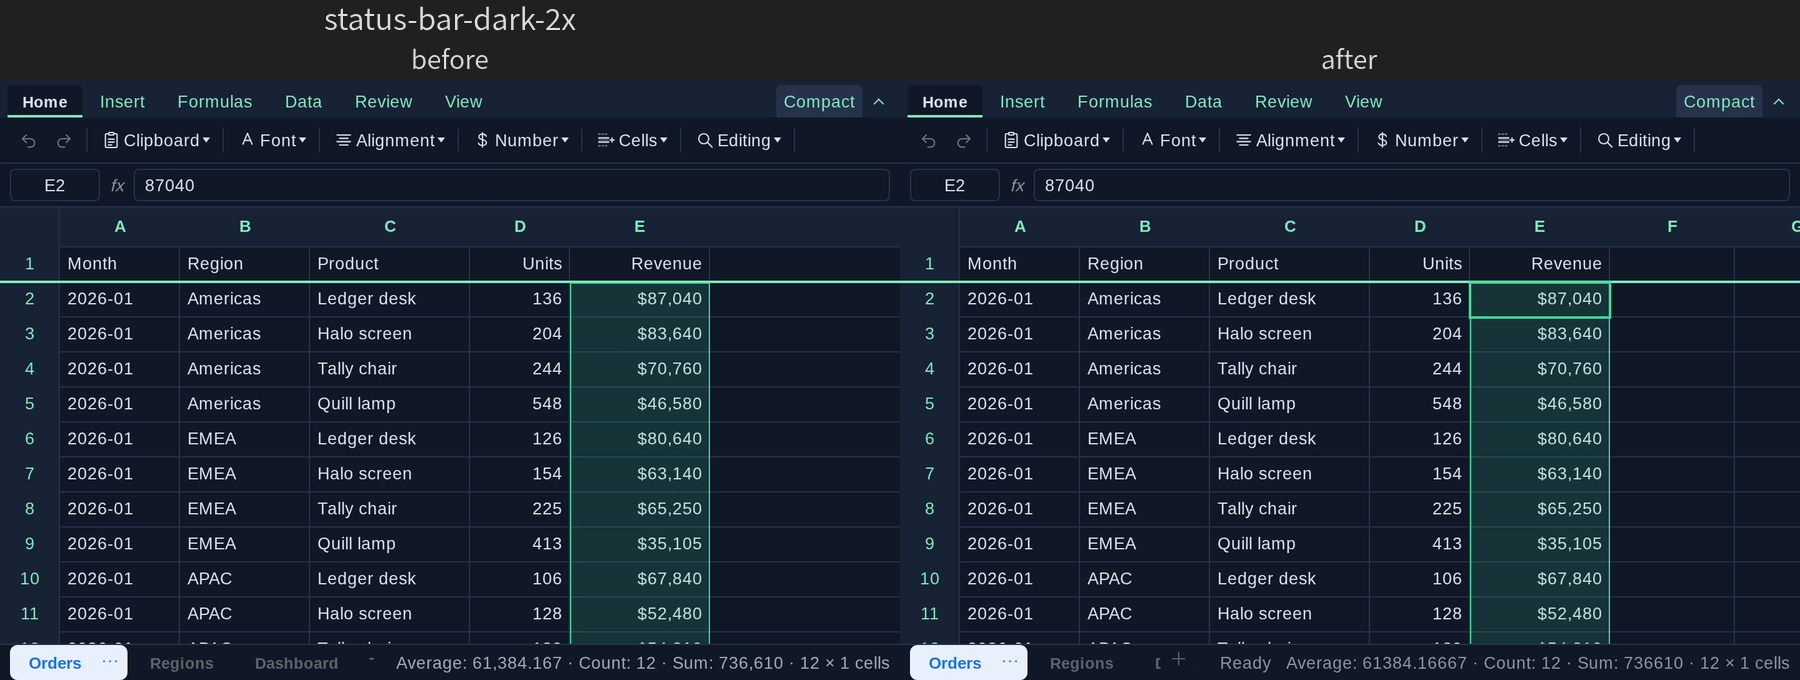 status-bar-dark-2x
before
after
Home Insert Formulas Data Review View Compact
Clipboard Font Alignment Number Cells Editing
E2 fx 87040
A B C D E
1 Month Region Product Units Revenue
2 2026-01 Americas Ledger desk 136 $87,040
3 2026-01 Americas Halo screen 204 $83,640
4 2026-01 Americas Tally chair 244 $70,760
5 2026-01 Americas Quill lamp 548 $46,580
6 2026-01 EMEA Ledger desk 126 $80,640
7 2026-01 EMEA Halo screen 154 $63,140
8 2026-01 EMEA Tally chair 225 $65,250
9 2026-01 EMEA Quill lamp 413 $35,105
10 2026-01 APAC Ledger desk 106 $67,840
11 2026-01 APAC Halo screen 128 $52,480
Orders ... Regions Dashboard Average: 61,384.167 · Count: 12 · Sum: 736,610 · 12 × 1 cells
Home Insert Formulas Data Review View Compact
Clipboard Font Alignment Number Cells Editing
E2 fx 87040
A B C D E F G
1 Month Region Product Units Revenue
2 2026-01 Americas Ledger desk 136 $87,040
3 2026-01 Americas Halo screen 204 $83,640
4 2026-01 Americas Tally chair 244 $70,760
5 2026-01 Americas Quill lamp 548 $46,580
6 2026-01 EMEA Ledger desk 126 $80,640
7 2026-01 EMEA Halo screen 154 $63,140
8 2026-01 EMEA Tally chair 225 $65,250
9 2026-01 EMEA Quill lamp 413 $35,105
10 2026-01 APAC Ledger desk 106 $67,840
11 2026-01 APAC Halo screen 128 $52,480
Orders ... Regions + Ready Average: 61384.16667 · Count: 12 · Sum: 736610 · 12 × 1 cells